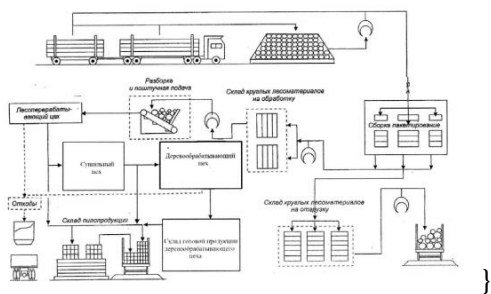 Разборка
и поштучная подача
Склад круглых лесоматериалов
на обработку
Лесоперерабаты-
вающий цех
Сборка пакетирование
Сушильный
цех
Деревообрабатывающий
цех
Отходы
Склад пилопродукции
Склад круглых лесоматериалов
на отгрузку
Склад готовой продукции
деревообрабатывающего
цеха
}